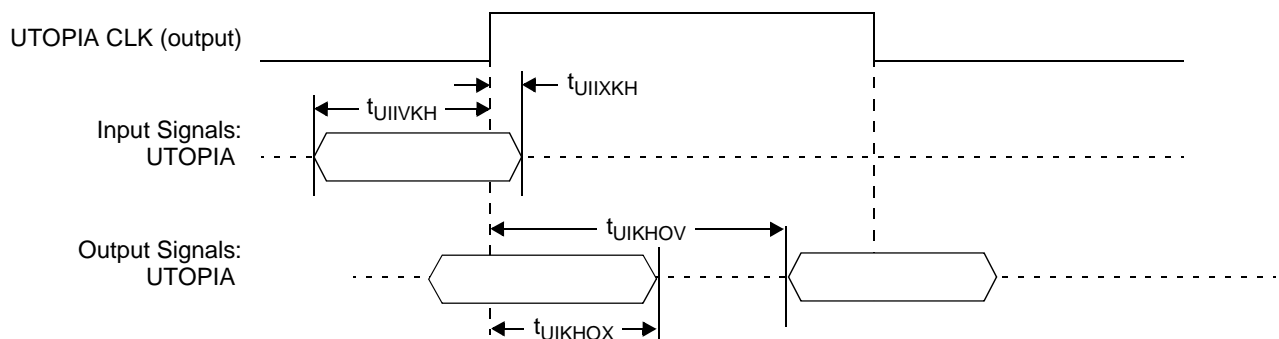 UTOPIA CLK (output)
tUIIXKH
tUIIVKH
Input Signals:
UTOPIA
tUIKHOV
Output Signals:
UTOPIA
tUIKHOX